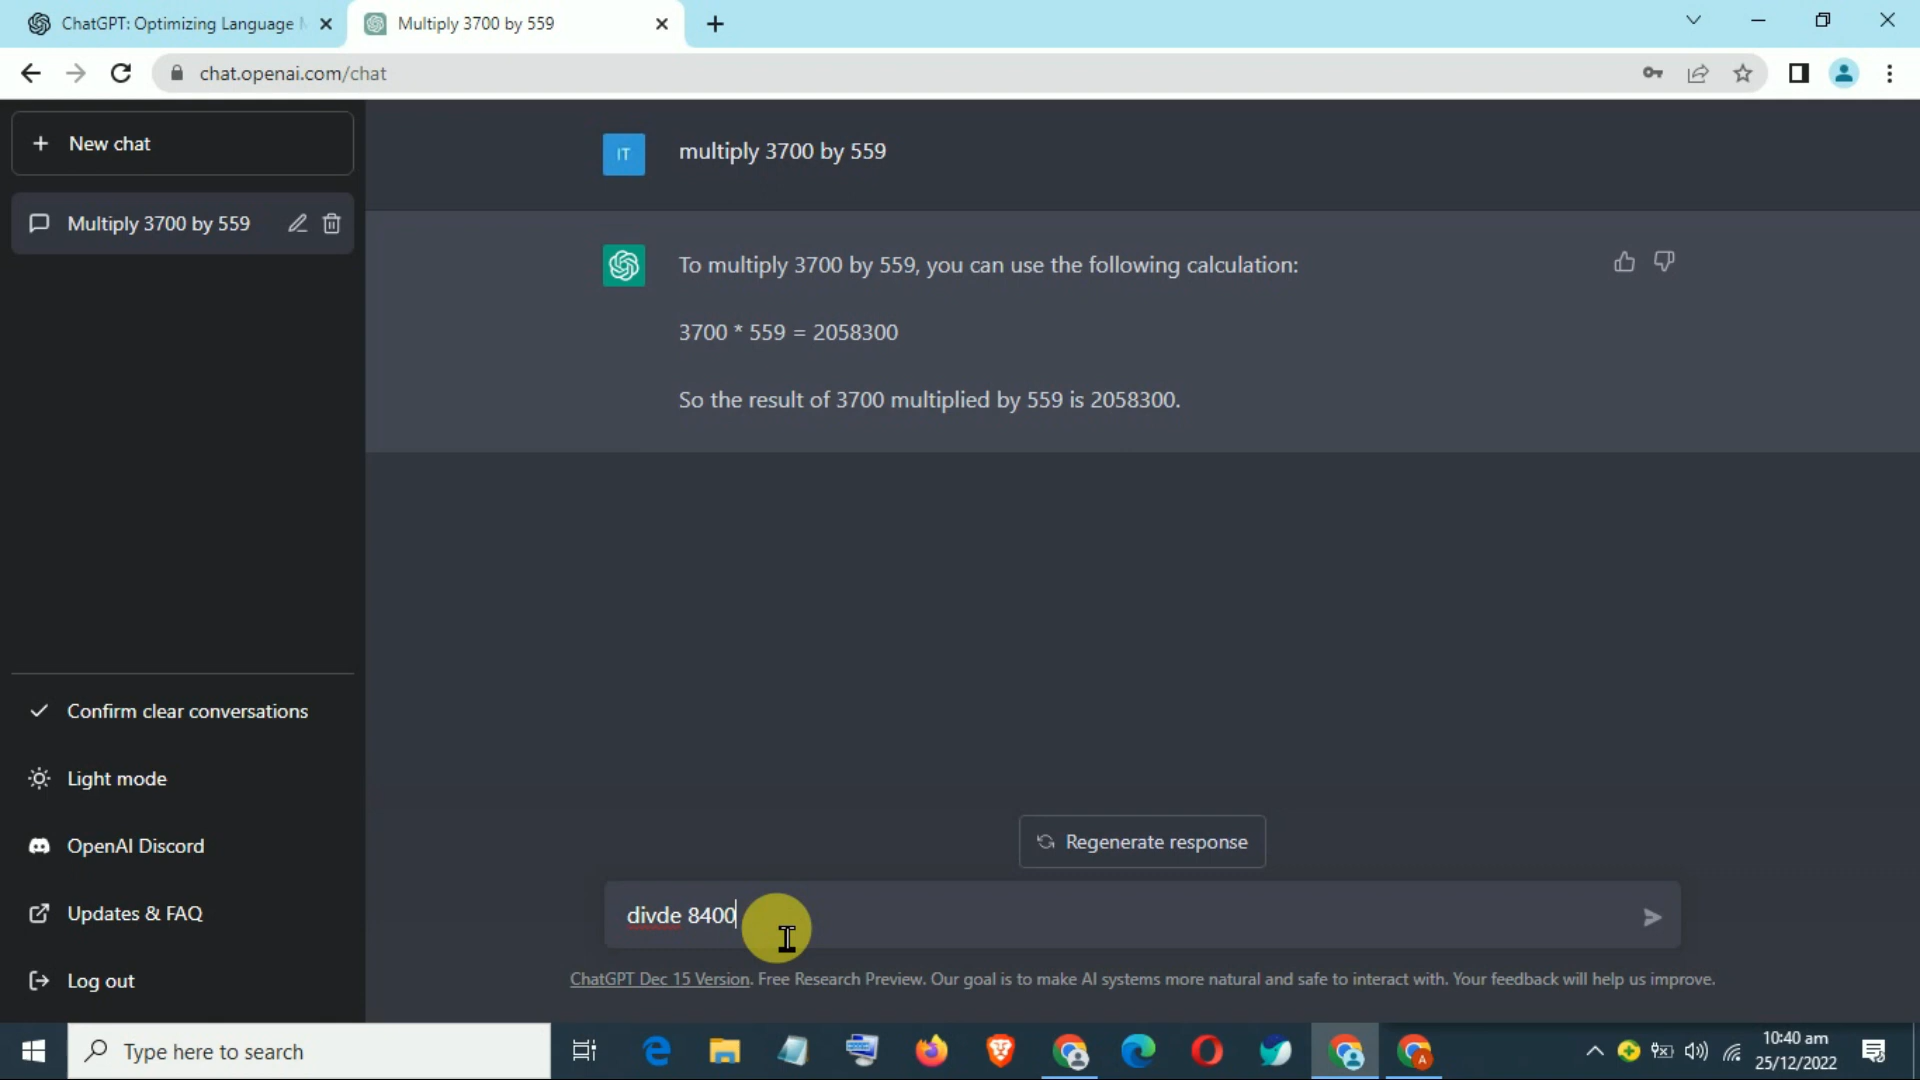 ChatGPT: Optimizing Language
Multiply 3700 by 559
chat.openai.com/chat
New chat
IT
multiply 3700 by 559
Multiply 3700 by 559
To multiply 3700 by 559, you can use the following calculation:
3700 * 559 = 2058300
So the result of 3700 multiplied by 559 is 2058300.
Confirm clear conversations
Light mode
OpenAI Discord
Updates & FAQ
Log out
Regenerate response
divde 8400
ChatGPT Dec 15 Version. Free Research Preview. Our goal is to make AI systems more natural and safe to interact with. Your feedback will help us improve.
Type here to search
A
10:40 am
25/12/2022